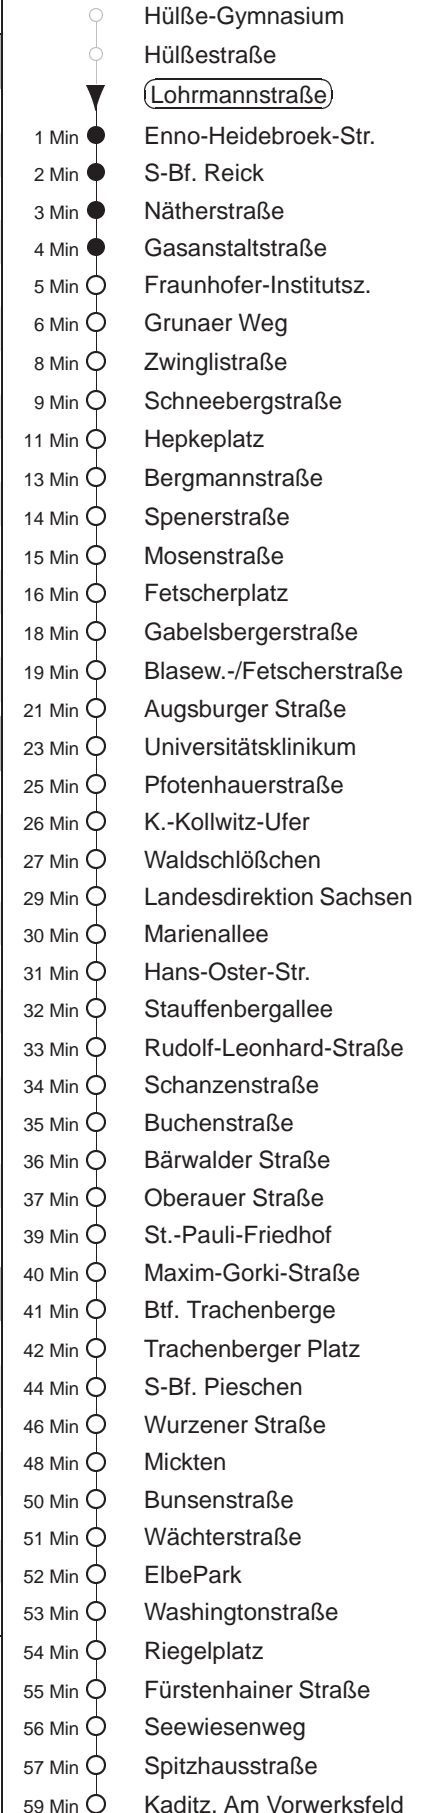 Hülße-Gymnasium
Hülßestraße
Lohrmannstraße
1 Min Enno-Heidebroek-Str.
2 Min S-Bf. Reick
3 Min Nätherstraße
4 Min Gasanstaltstraße
5 Min Fraunhofer-Institutsz.
6 Min Grunaer Weg
8 Min Zwinglistraße
9 Min Schneebergstraße
11 Min Hepkeplatz
13 Min Bergmannstraße
14 Min Spenerstraße
15 Min Mosenstraße
16 Min Fetscherplatz
18 Min Gabelsbergerstraße
19 Min Blasew.-/Fetscherstraße
21 Min Augsburger Straße
23 Min Universitätsklinikum
25 Min Pfotenhauerstraße
26 Min K.-Kollwitz-Ufer
27 Min Waldschlößchen
29 Min Landesdirektion Sachsen
30 Min Marienallee
31 Min Hans-Oster-Str.
32 Min Stauffenbergallee
33 Min Rudolf-Leonhard-Straße
34 Min Schanzenstraße
35 Min Buchenstraße
36 Min Bärwalder Straße
37 Min Oberauer Straße
39 Min St.-Pauli-Friedhof
40 Min Maxim-Gorki-Straße
41 Min Btf. Trachenberge
42 Min Trachenberger Platz
44 Min S-Bf. Pieschen
46 Min Wurzener Straße
48 Min Mickten
50 Min Bunsenstraße
51 Min Wächterstraße
52 Min ElbePark
53 Min Washingtonstraße
54 Min Riegelplatz
55 Min Fürstenhainer Straße
56 Min Seewiesenweg
57 Min Spitzhausstraße
59 Min Kaditz, Am Vorwerksfeld